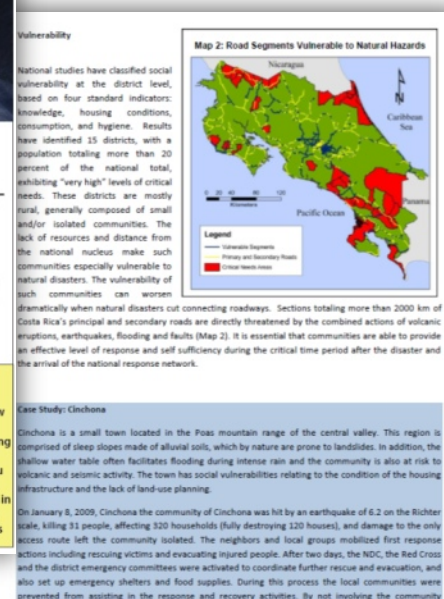 Vulnerability
National studies have classified social
vulnerability at the district level,
based on four standard indicators:
knowledge, housing conditions,
consumption, and hygiene. Results
have identified 15 districts, with a
population totaling more than 20
percent of the national total,
exhibiting "very high" levels of critical
needs. These districts are mostly
rural, generally composed of small
and/or isolated communities. The
lack of resources and distance from
the national nucleus make such
communities especially vulnerable to
natural disasters. The vulnerability of
such communities can worsen
Map 2: Road Segments Vulnerable to Natural Hazards
Nicaragua
N
Caribbean
Sea
Panama
Pacific Ocean
0 20 40 80 120
Kilometers
Legend
Vulnerable Segments
Primary and Secondary Roads
Critical Needs Areas
dramatically when natural disasters cut connecting roadways. Sections totaling more than 2000 km of
Costa Rica's principal and secondary roads are directly threatened by the combined actions of volcanic
eruptions, earthquakes, flooding and faults (Map 2). It is essential that communities are able to provide
an effective level of response and self sufficiency during the critical time period after the disaster and
the arrival of the national response network.
Case Study: Cinchona
Cinchona is a small town located in the Poas mountain range of the central valley. This region is
comprised of sleep slopes made of alluvial soils, which by nature are prone to landslides. In addition, the
shallow water table often facilitates flooding during intense rain and the community is also at risk to
volcanic and seismic activity. The town has social vulnerabilities relating to the condition of the housing
infrastructure and the lack of land-use planning.
On January 8, 2009, Cinchona the community of Cinchona was hit by an earthquake of 6.2 on the Richter
scale, killing 31 people, affecting 320 households (fully destroying 120 houses), and damage to the only
access route left the community isolated. The neighbors and local groups mobilized first response
actions including rescuing victims and evacuating injured people. After two days, the NDC, the Red Cross
and the district emergency committees were activated to coordinate further rescue and evacuation, and
also set up emergency shelters and food supplies. During this process the local communities were
prevented from assisting in the response and recovery activities. By not involving the community